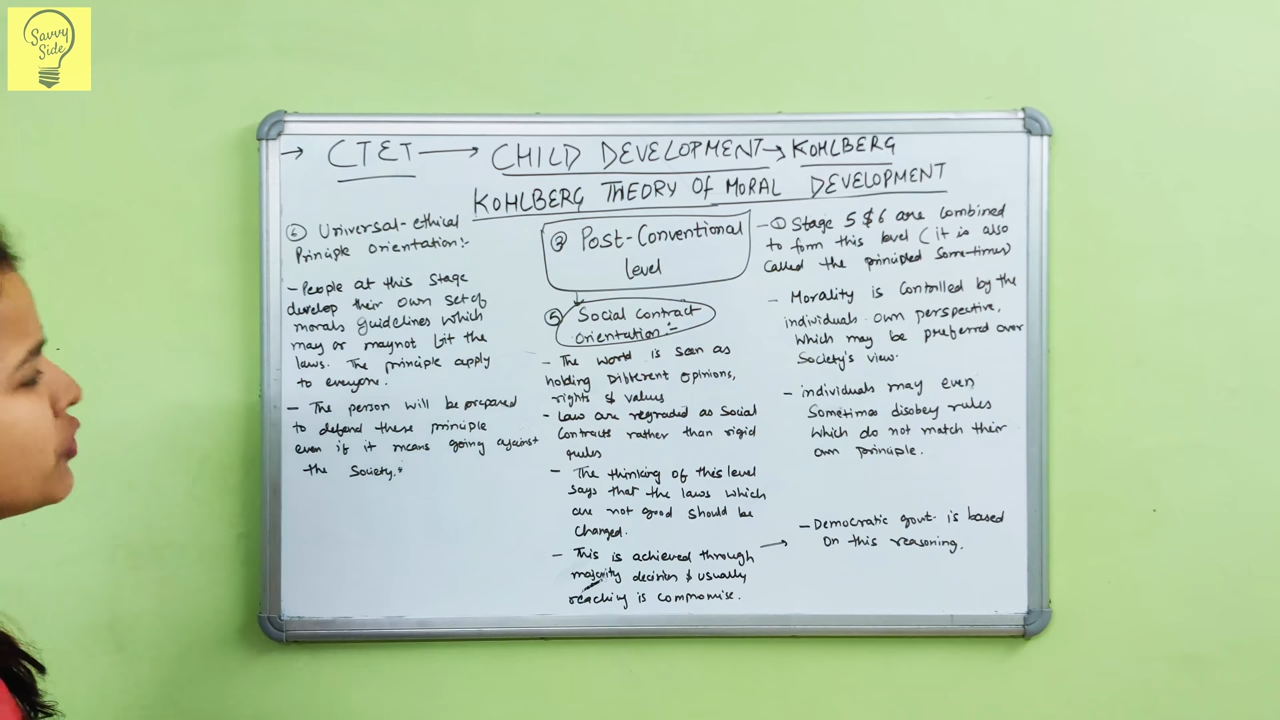 Savvy
Side
→ CTET → CHILD DEVELOPMENT → KOHLBERG
KOHLBERG THEORY OF MORAL DEVELOPMENT
⑥ Universal-ethical
Principle orientation:-
- People at this stage
develop their own set of
morals guidelines which
may or maynot bit the
laws. The principle apply
to everyone.
- The person will be prepared
to defend these principle
even if it means going against
the Society.
③ Post-Conventional
level
⑤ Social contract
orientation:-
- The world is seen as
holding Different opinions,
rights & values
- Law are regraded as Social
Contracts rather than rigid
rules
- The thinking of this level
says that the laws which
are not good should be
Changed.
- This is achieved through
majority decision & usually
reaching is compromise.
- ① Stage 5 $ 6 are Combined
to form this level ( it is also
Called the principled Some-times)
- Morality is Controlled by the
individuals own perspective,
which may be preferred over
Society's view.
- individuals may even
Sometimes disobey rules
Which do not match their
own principle.
→ - Democratic govt. is based
On this reasoning.